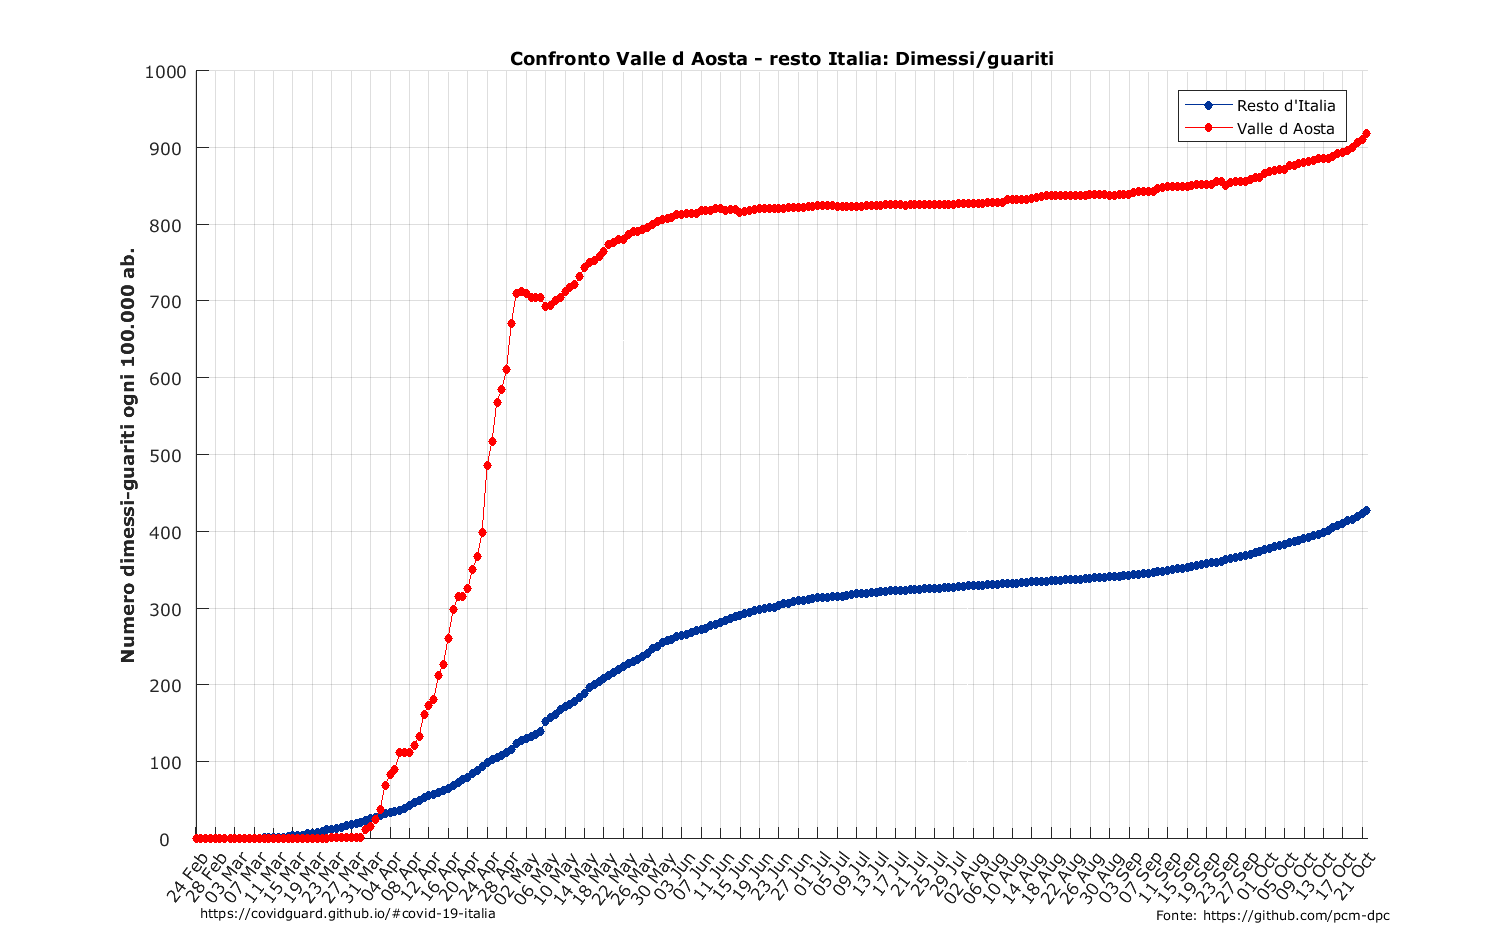 Confronto Valle d Aosta - resto Italia: Dimessi/guariti
Resto d'Italia
Valle d Aosta
Numero dimessi-guariti ogni 100.000 ab.
1000
900
800
700
600
500
400
300
200
100
0
24 Feb
28 Feb
03 Mar
07 Mar
11 Mar
15 Mar
19 Mar
23 Mar
27 Mar
31 Mar
04 Apr
08 Apr
12 Apr
16 Apr
20 Apr
24 Apr
28 Apr
02 May
06 May
10 May
14 May
18 May
22 May
26 May
30 May
03 Jun
07 Jun
11 Jun
15 Jun
19 Jun
23 Jun
27 Jun
01 Jul
05 Jul
09 Jul
13 Jul
17 Jul
21 Jul
25 Jul
29 Jul
02 Aug
06 Aug
10 Aug
14 Aug
18 Aug
22 Aug
26 Aug
30 Aug
03 Sep
07 Sep
11 Sep
15 Sep
19 Sep
23 Sep
27 Sep
01 Oct
05 Oct
09 Oct
13 Oct
17 Oct
21 Oct
https://covidguard.github.io/#covid-19-italia
Fonte: https://github.com/pcm-dpc